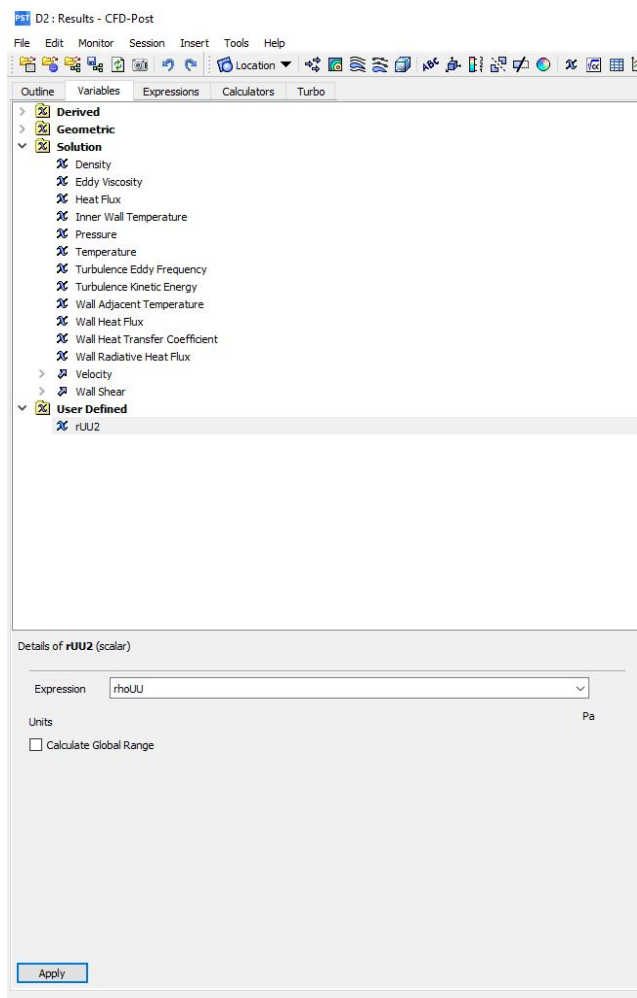 PST D2 : Results - CFD-Post
File Edit Monitor Session Insert Tools Help
Location
Outline Variables Expressions Calculators Turbo
Derived
Geometric
Solution
Density
Eddy Viscosity
Heat Flux
Inner Wall Temperature
Pressure
Temperature
Turbulence Eddy Frequency
Turbulence Kinetic Energy
Wall Adjacent Temperature
Wall Heat Flux
Wall Heat Transfer Coefficient
Wall Radiative Heat Flux
Velocity
Wall Shear
User Defined
rUU2
Details of rUU2 (scalar)
Expression rhoUU
Units Pa
Calculate Global Range
Apply